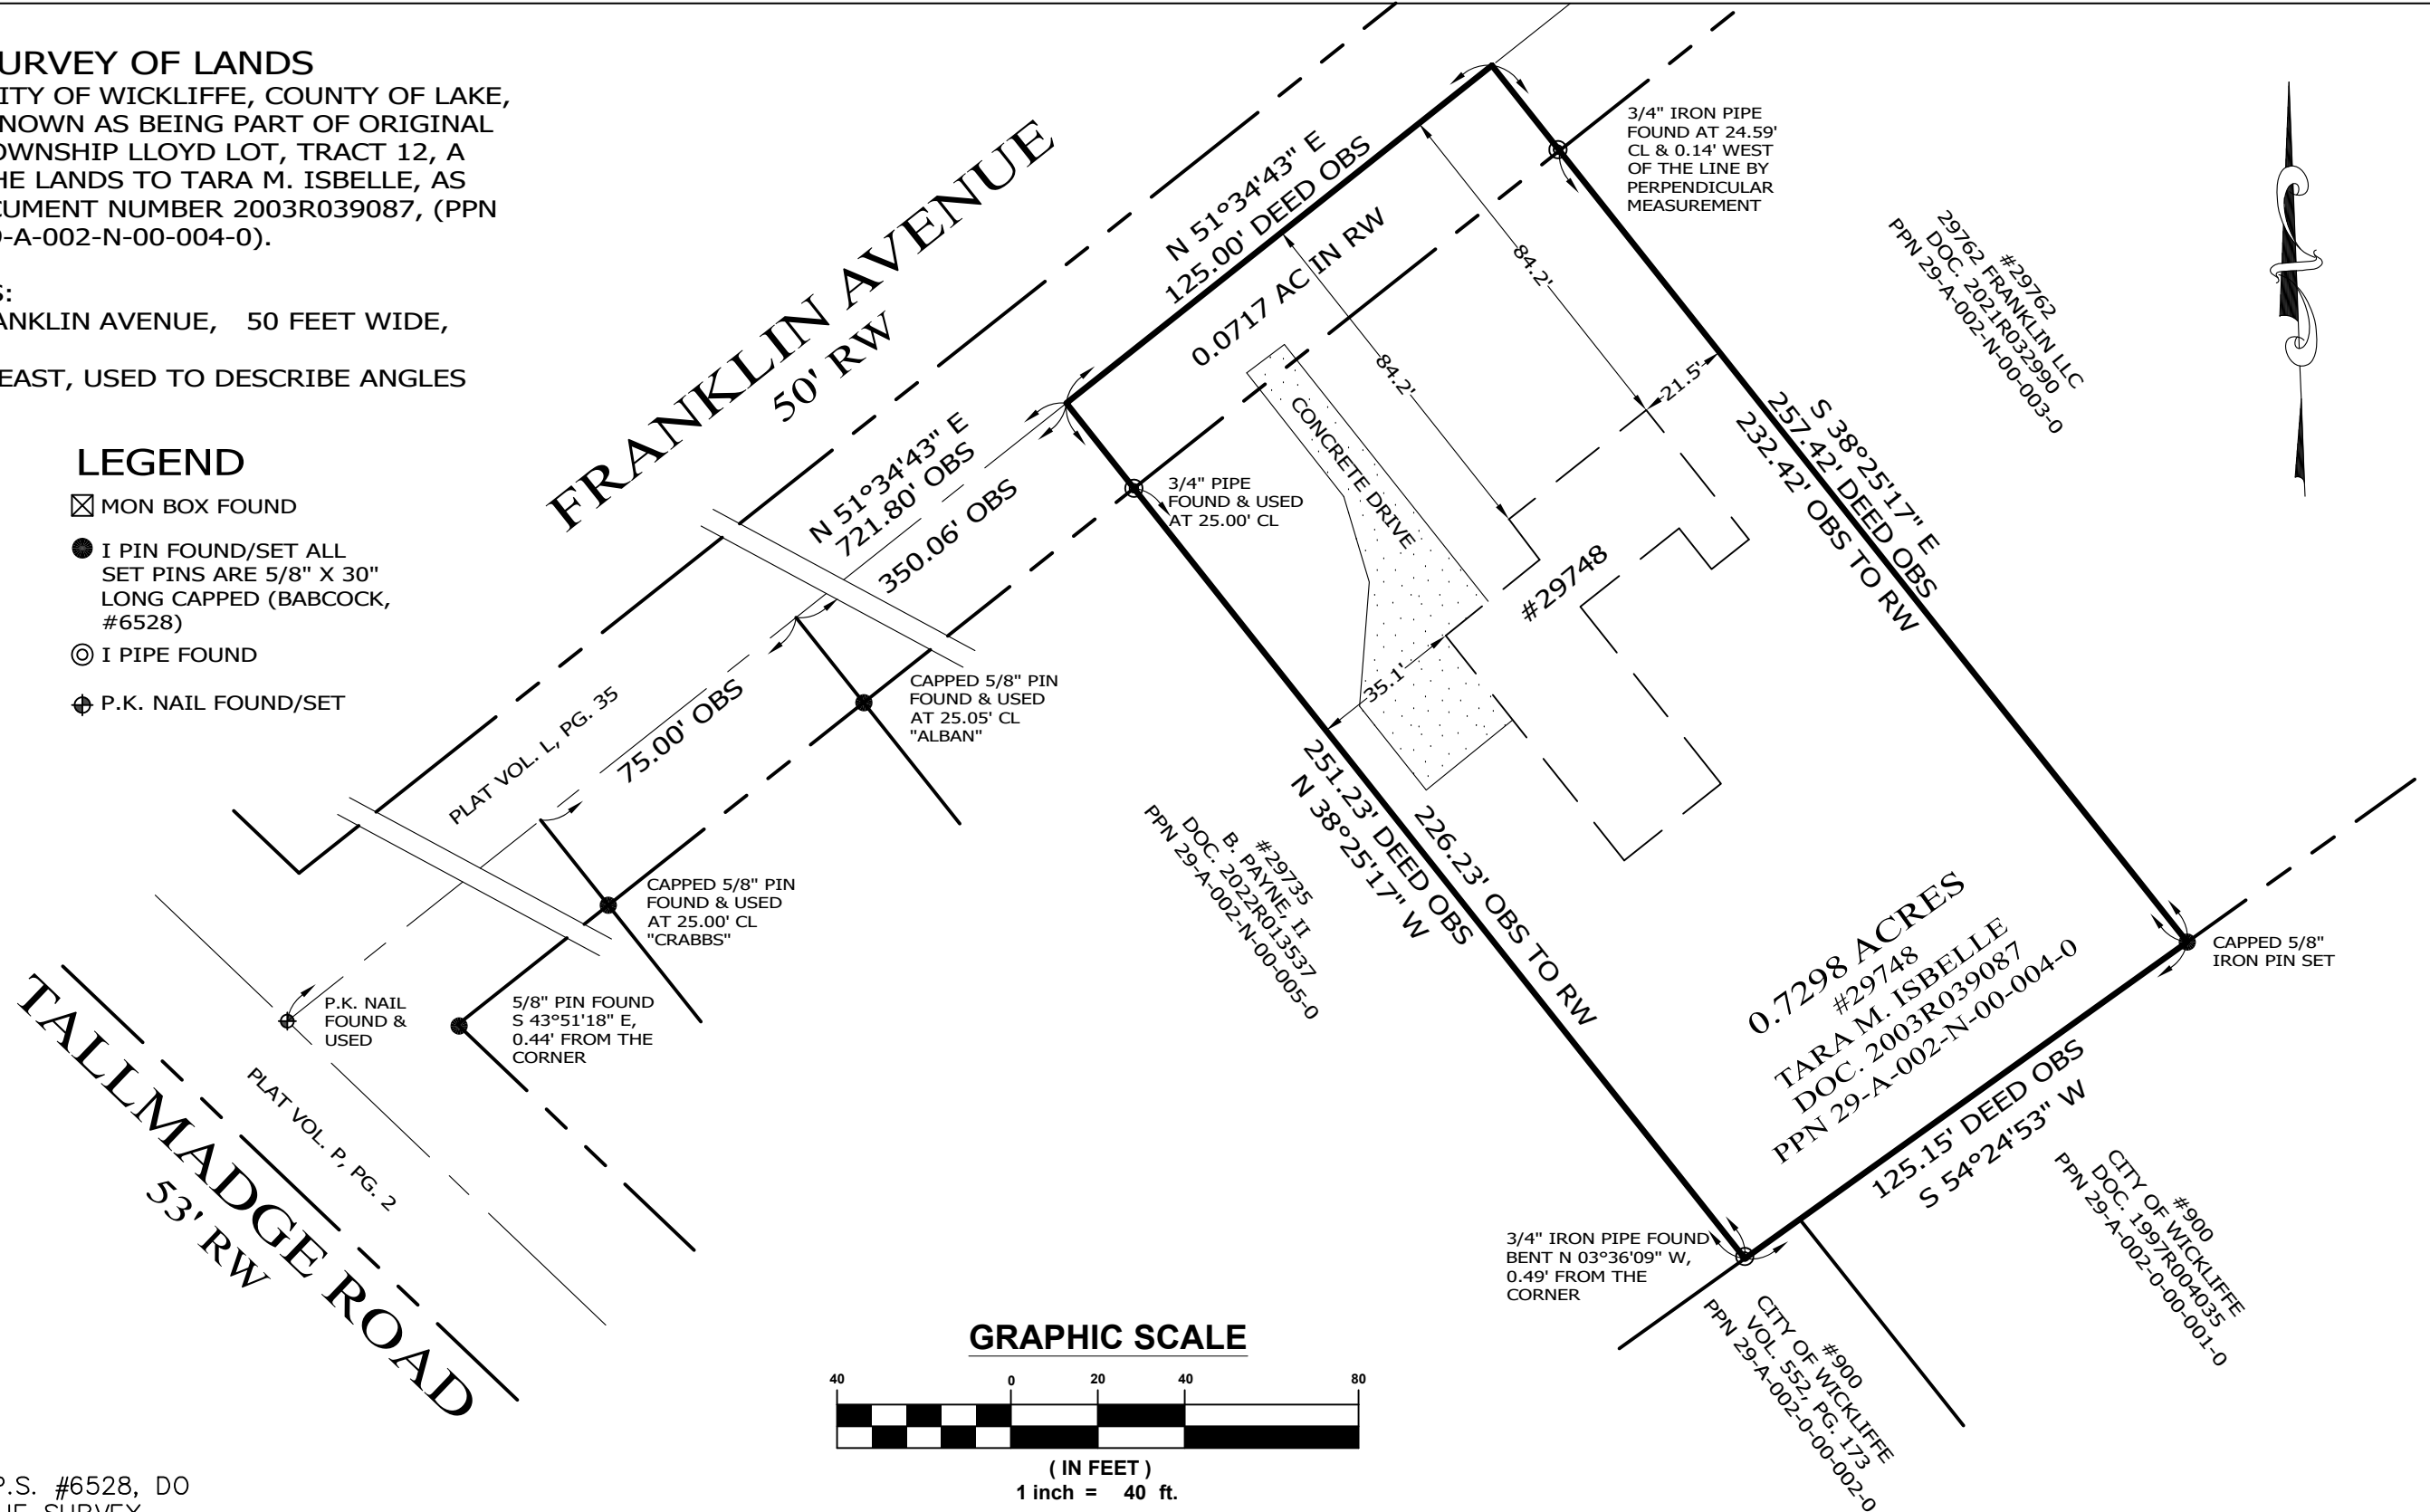 URVEY OF LANDS
ITY OF WICKLIFFE, COUNTY OF LAKE,
NOWN AS BEING PART OF ORIGINAL
OWNSHIP LLOYD LOT, TRACT 12, A
HE LANDS TO TARA M. ISBELLE, AS
CUMENT NUMBER 2003R039087, (PPN
9-A-002-N-00-004-0).
S:
ANKLIN AVENUE, 50 FEET WIDE,
EAST, USED TO DESCRIBE ANGLES
LEGEND
MON BOX FOUND
I PIN FOUND/SET ALL
SET PINS ARE 5/8" X 30"
LONG CAPPED (BABCOCK,
#6528)
I PIPE FOUND
P.K. NAIL FOUND/SET
FRANKLIN AVENUE
50' RW
N 51°34'43" E
125.00' DEED OBS
0.0717 AC IN RW
3/4" IRON PIPE
FOUND AT 24.59'
CL & 0.14' WEST
OF THE LINE BY
PERPENDICULAR
MEASUREMENT
#29762
29762 FRANKLIN LLC
DOC. 2021R032990
PPN 29-A-002-N-00-003-0
84.2'
84.2'
21.5'
S 38°25'17" E
257.42' DEED OBS
232.42' OBS TO RW
N 51°34'43" E
721.80' OBS
350.06' OBS
3/4" PIPE
FOUND & USED
AT 25.00' CL
CONCRETE DRIVE
#29748
35.1'
CAPPED 5/8" PIN
FOUND & USED
AT 25.05' CL
"ALBAN"
PLAT VOL. L, PG. 35
75.00' OBS
CAPPED 5/8" PIN
FOUND & USED
AT 25.00' CL
"CRABBS"
251.23' DEED OBS
N 38°25'17" W
226.23' OBS TO RW
#29735
B. PAYNE, II
DOC. 2022R013537
PPN 29-A-002-N-00-005-0
P.K. NAIL
FOUND &
USED
5/8" PIN FOUND
S 43°51'18" E,
0.44' FROM THE
CORNER
TALLMADGE ROAD
53' RW
PLAT VOL. P, PG. 2
0.7298 ACRES
#29748
TARA M. ISBELLE
DOC. 2003R039087
PPN 29-A-002-N-00-004-0
CAPPED 5/8"
IRON PIN SET
125.15' DEED OBS
S 54°24'53" W
3/4" IRON PIPE FOUND
BENT N 03°36'09" W,
0.49' FROM THE
CORNER
#900
CITY OF WICKLIFFE
DOC. 1997R004035
PPN 29-A-002-0-00-001-0
#900
CITY OF WICKLIFFE
VOL. 552, PG. 173
PPN 29-A-002-0-00-002-0
GRAPHIC SCALE
40 0 20 40 80
( IN FEET )
1 inch = 40 ft.
P.S. #6528, DO